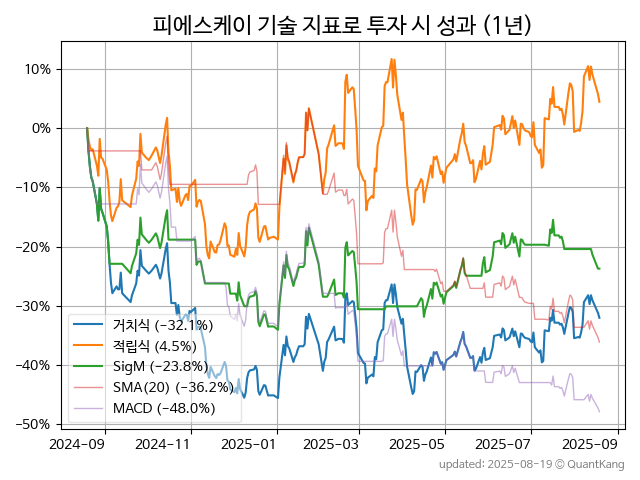 피에스케이 기술 지표로 투자 시 성과 (1년)
10%
0%
−10%
−20%
−30%
−40%
−50%
거치식 (−32.1%)
적립식 (4.5%)
SigM (−23.8%)
SMA(20) (−36.2%)
MACD (−48.0%)
2024-09
2024-11
2025-01
2025-03
2025-05
2025-07
2025-09
updated: 2025-08-19 © QuantKang